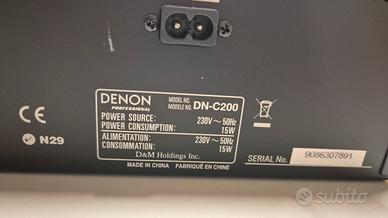 DENON
PROFESSIONAL
MODEL NO.
MODELE NO. DN-C200
POWER SOURCE: 230V ~ 50Hz
POWER CONSUMPTION: 15W
ALIMENTATION: 230V ~ 50Hz
CONSOMMATION: 15W
D&M Holdings Inc.
MADE IN CHINA FABRIQUÉ EN CHINE
N29
SERIAL No. 9086307891
subito